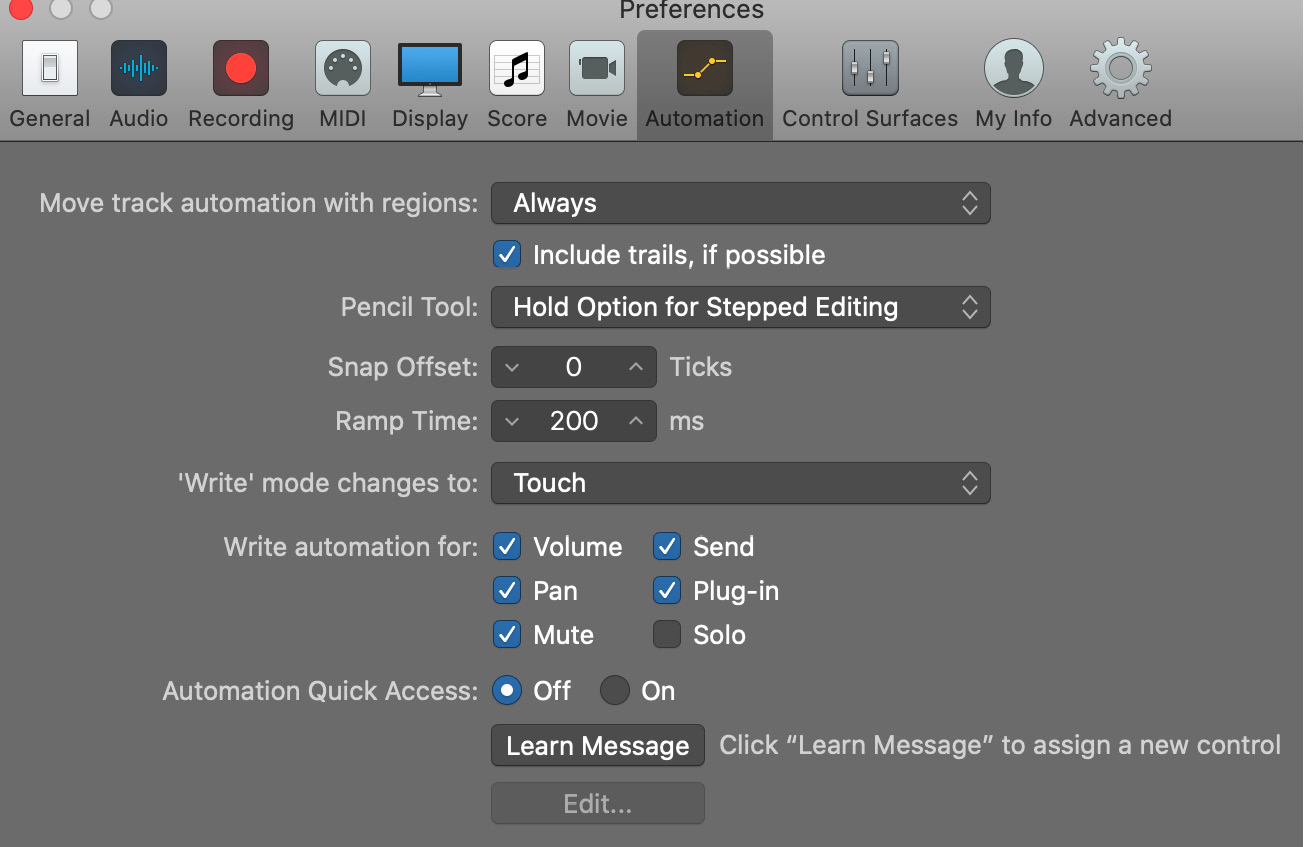 Preferences
General Audio Recording MIDI Display Score Movie Automation Control Surfaces My Info Advanced
Move track automation with regions: Always
Include trails, if possible
Pencil Tool: Hold Option for Stepped Editing
Snap Offset: 0 Ticks
Ramp Time: 200 ms
'Write' mode changes to: Touch
Write automation for: Volume Send
Pan Plug-in
Mute Solo
Automation Quick Access: Off On
Learn Message Click “Learn Message” to assign a new control
Edit...